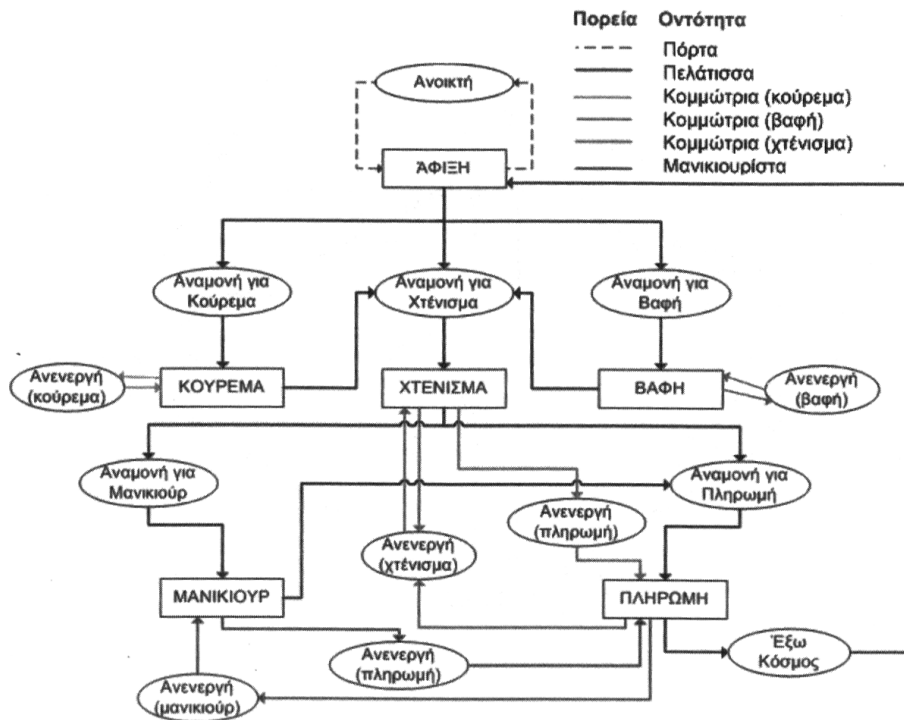 Πορεία Οντότητα
Πόρτα
Πελάτισσα
Κομμώτρια (κούρεμα)
Κομμώτρια (βαφή)
Κομμώτρια (χτένισμα)
Μανικιουρίστα
Ανοικτή
ΆΦΙΞΗ
Αναμονή για
Κούρεμα
Αναμονή για
Χτένισμα
Αναμονή για
Βαφή
Ανενεργή
(κούρεμα)
ΚΟΥΡΕΜΑ
ΧΤΕΝΙΣΜΑ
ΒΑΦΗ
Ανενεργή
(βαφή)
Αναμονή για
Μανικιούρ
Αναμονή για
Πληρωμή
Ανενεργή
(πληρωμή)
Ανενεργή
(χτένισμα)
ΜΑΝΙΚΙΟΥΡ
ΠΛΗΡΩΜΗ
Ανενεργή
(πληρωμή)
Έξω
Κόσμος
Ανενεργή
(μανικιούρ)